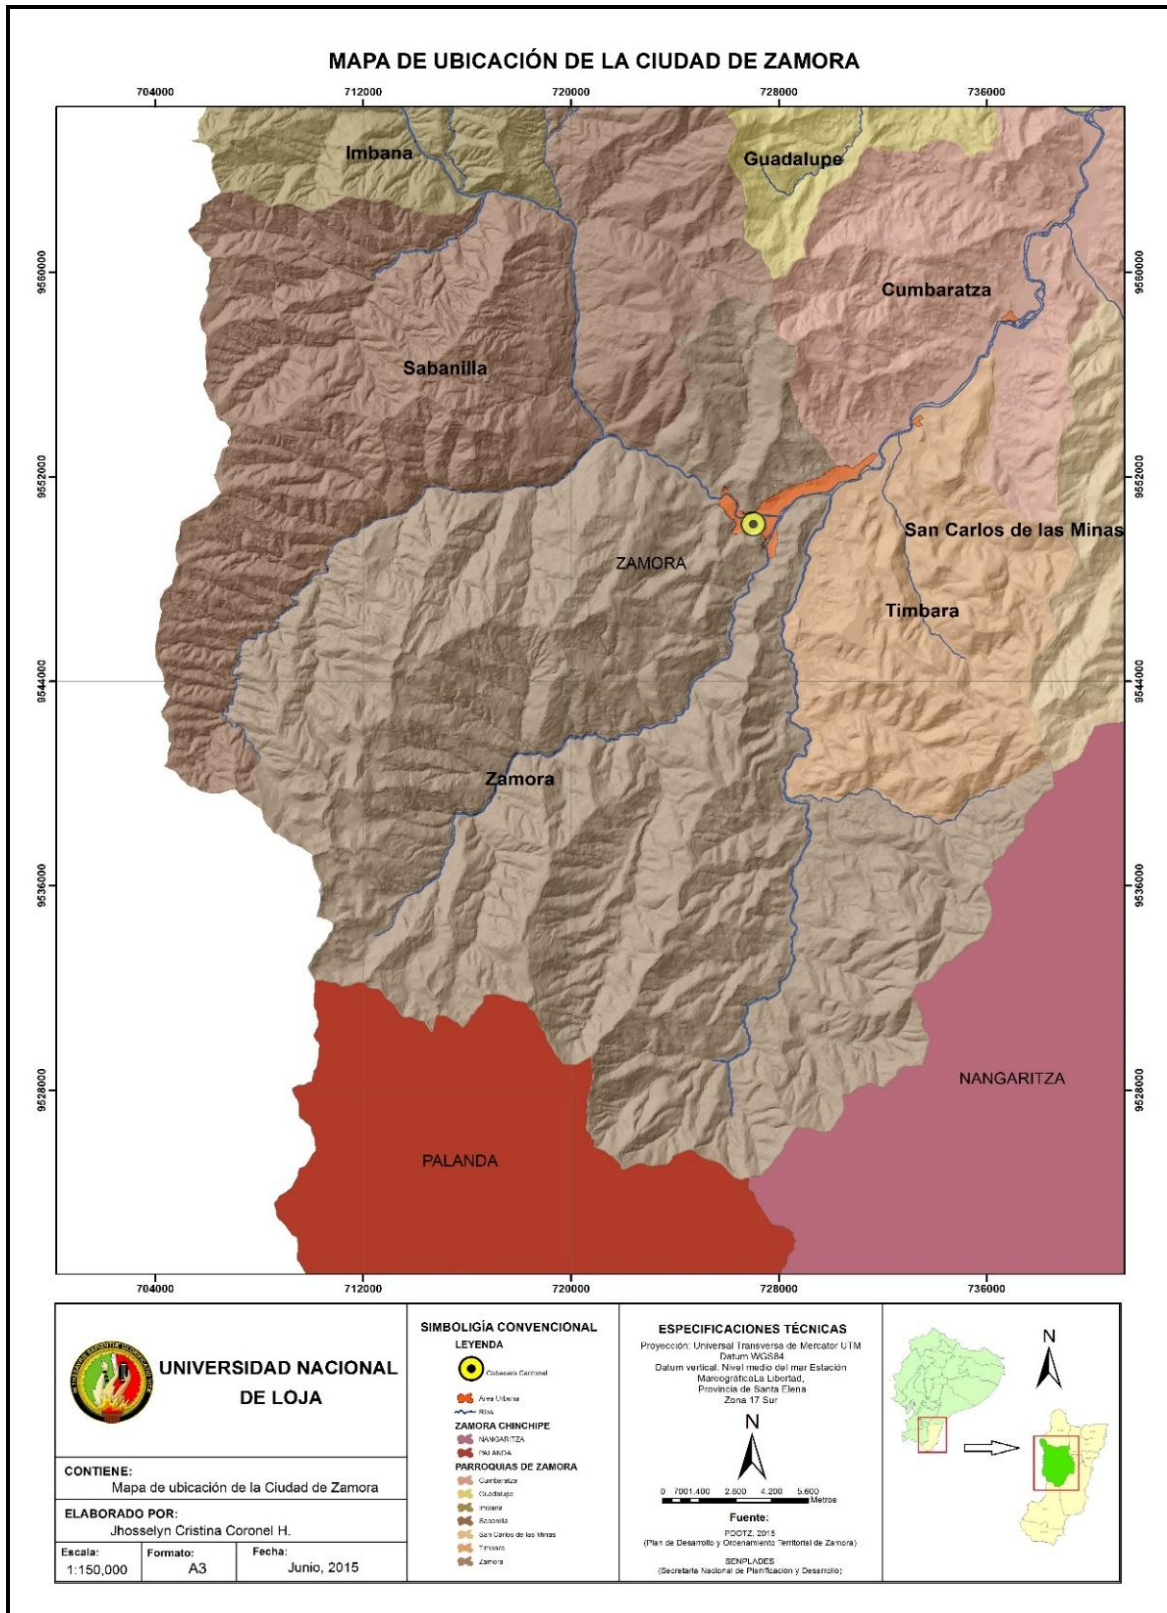 MAPA DE UBICACIÓN DE LA CIUDAD DE ZAMORA
704000 712000 720000 728000 736000
Imbana
Guadalupe
9560000
9560000
Cumbaratza
Sabanilla
9552000
9552000
San Carlos de las Minas
ZAMORA
Timbara
9544000
9544000
Zamora
9536000
9536000
9528000
9528000
NANGARITZA
PALANDA
704000 712000 720000 728000 736000
UNIVERSIDAD NACIONAL
DE LOJA
CONTIENE:
Mapa de ubicación de la Ciudad de Zamora
ELABORADO POR:
Jhosselyn Cristina Coronel H.
Escala:
1:150,000
Formato:
A3
Fecha:
Junio, 2015
SIMBOLIGÍA CONVENCIONAL
LEYENDA
Cabecera Cantonal
Area Urbana
Ríos
ZAMORA CHINCHIPE
NANGARITZA
PALANDA
PARROQUIAS DE ZAMORA
Cumbaratza
Guadalupe
Imbana
Sabanilla
San Carlos de las Minas
Timbara
Zamora
ESPECIFICACIONES TÉCNICAS
Proyección: Universal Transversa de Mercator UTM
Datum WGS84
Datum vertical: Nivel medio del mar Estación
MareográficaLa Libertad,
Provincia de Santa Elena
Zona 17 Sur
N
0 700 1.400 2.800 4.200 5.600
Metros
Fuente:
PDOTZ, 2015
(Plan de Desarrollo y Ordenamiento Territorial de Zamora)
SENPLADES
(Secretaría Nacional de Planificación y Desarrollo)
N